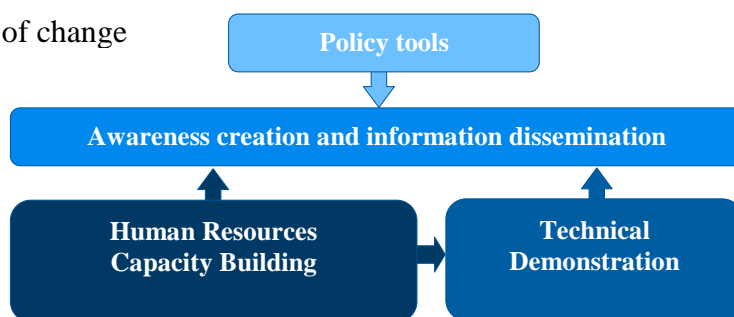 of change
Policy tools
Awareness creation and information dissemination
Human Resources
Capacity Building
Technical
Demonstration